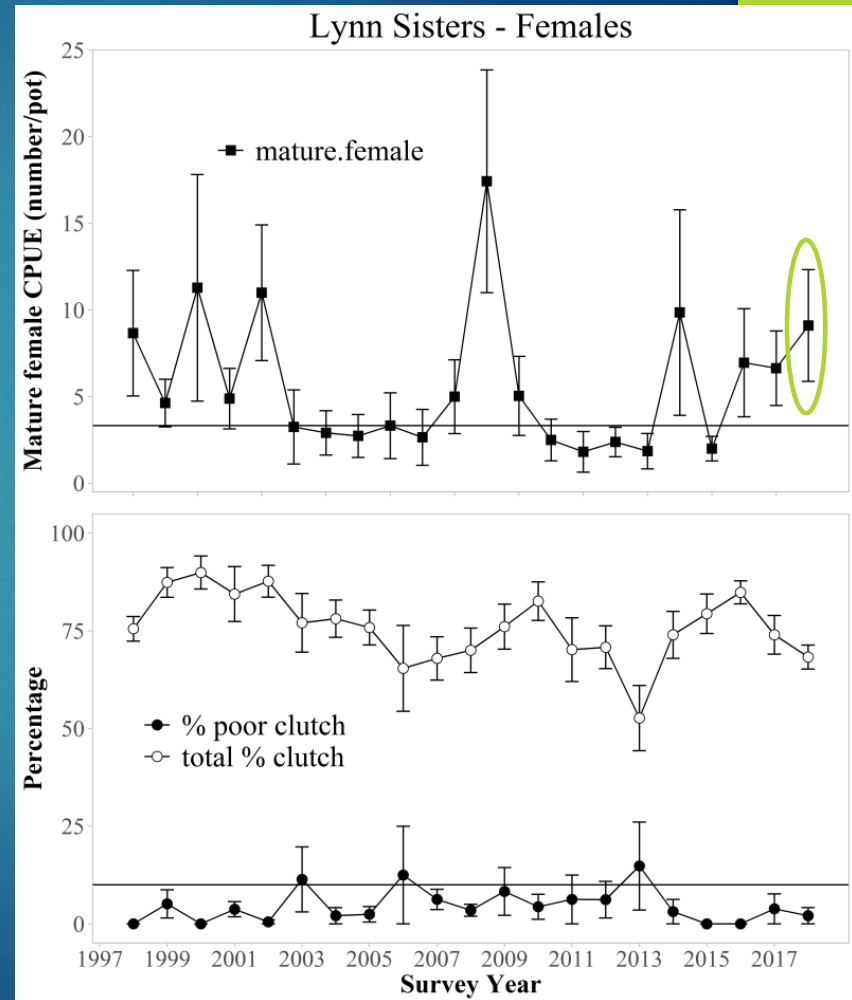 Lynn Sisters - Females
Mature female CPUE (number/pot)
25
20
15
10
5
0
mature.female
Percentage
100
75
50
25
0
% poor clutch
total % clutch
1997 1999 2001 2003 2005 2007 2009 2011 2013 2015 2017
Survey Year